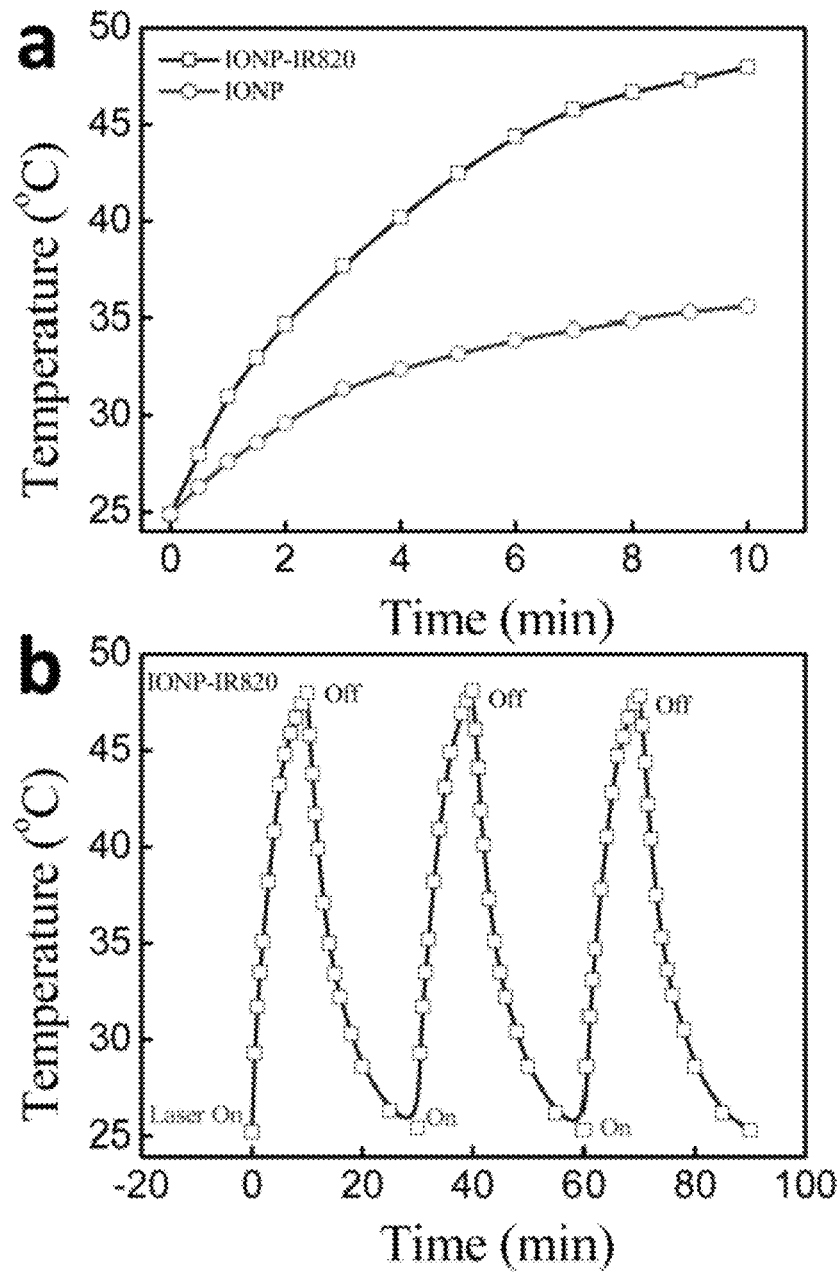 a
50
45
40
35
30
25
Temperature (°C)
IONP-IR820
IONP
0 2 4 6 8 10
Time (min)
b
50
45
40
35
30
25
Temperature (°C)
IONP-IR820
Off
Off
Off
Laser On
On
On
-20 0 20 40 60 80 100
Time (min)